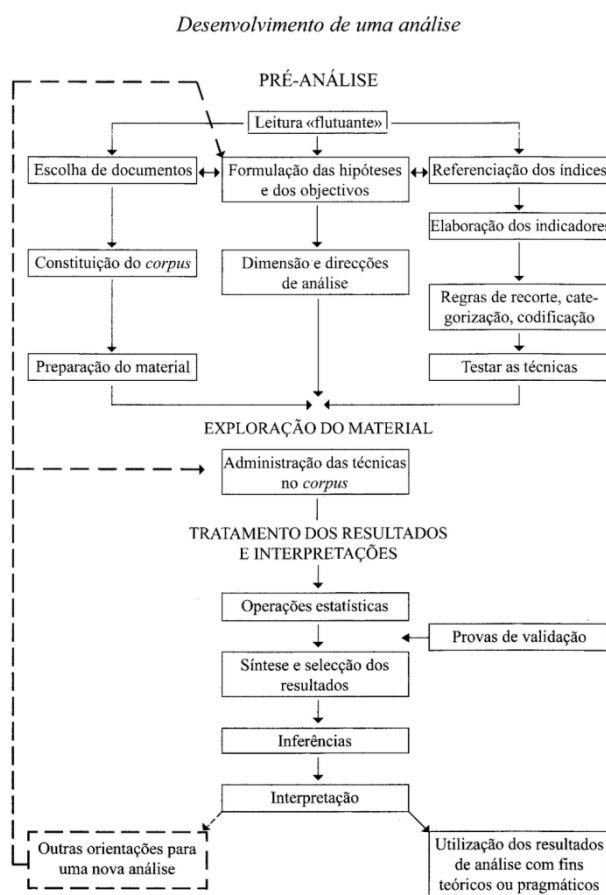 Desenvolvimento de uma análise
PRÉ-ANÁLISE
Leitura «flutuante»
Escolha de documentos
Formulação das hipóteses
e dos objectivos
Referenciação dos índices
Elaboração dos indicadores
Constituição do corpus
Dimensão e direcções
de análise
Regras de recorte, cate-
gorização, codificação
Preparação do material
Testar as técnicas
EXPLORAÇÃO DO MATERIAL
Administração das técnicas
no corpus
TRATAMENTO DOS RESULTADOS
E INTERPRETAÇÕES
Operações estatísticas
Provas de validação
Síntese e selecção dos
resultados
Inferências
Interpretação
Outras orientações para
uma nova análise
Utilização dos resultados
de análise com fins
teóricos ou pragmáticos